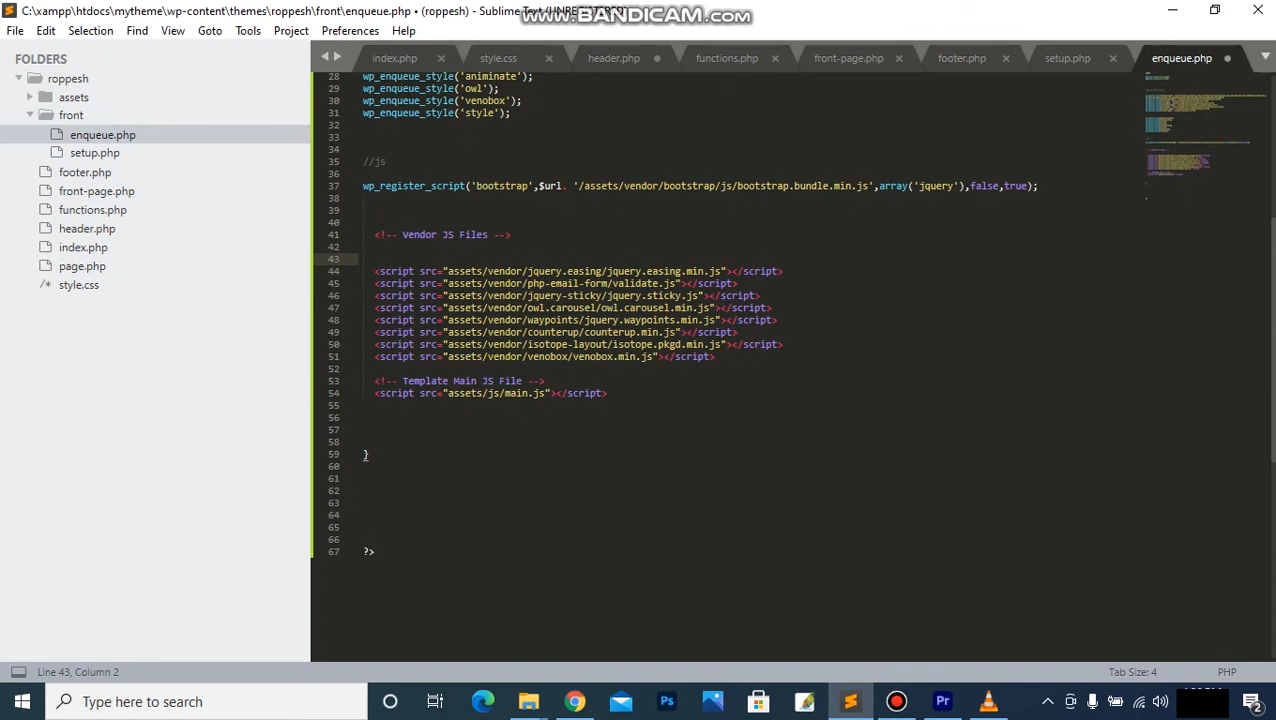 C:\xampp\htdocs\mytheme\wp-content\themes\roppesh\front\enqueue.php • (roppesh) - Sublime Text (UNREGISTERED)
www.BANDICAM.com
File Edit Selection Find View Goto Tools Project Preferences Help
FOLDERS
roppesh
assets
front
enqueue.php
setup.php
footer.php
front-page.php
functions.php
header.php
index.php
page.php
/* style.css
index.php style.css header.php functions.php front-page.php footer.php setup.php enqueue.php
28 wp_enqueue_style('animinate');
29 wp_enqueue_style('owl');
30 wp_enqueue_style('venobox');
31 wp_enqueue_style('style');
32
33
34
35 //js
36
37 wp_register_script('bootstrap',$url. '/assets/vendor/bootstrap/js/bootstrap.bundle.min.js',array('jquery'),false,true);
38
39
40
41 <!-- Vendor JS Files -->
42
43
44 <script src="assets/vendor/jquery.easing/jquery.easing.min.js"></script>
45 <script src="assets/vendor/php-email-form/validate.js"></script>
46 <script src="assets/vendor/jquery-sticky/jquery.sticky.js"></script>
47 <script src="assets/vendor/owl.carousel/owl.carousel.min.js"></script>
48 <script src="assets/vendor/waypoints/jquery.waypoints.min.js"></script>
49 <script src="assets/vendor/counterup/counterup.min.js"></script>
50 <script src="assets/vendor/isotope-layout/isotope.pkgd.min.js"></script>
51 <script src="assets/vendor/venobox/venobox.min.js"></script>
52
53 <!-- Template Main JS File -->
54 <script src="assets/js/main.js"></script>
55
56
57
58
59 }
60
61
62
63
64
65
66
67 ?>
Line 43, Column 2 Tab Size: 4 PHP
Type here to search
Ps
Pr
2